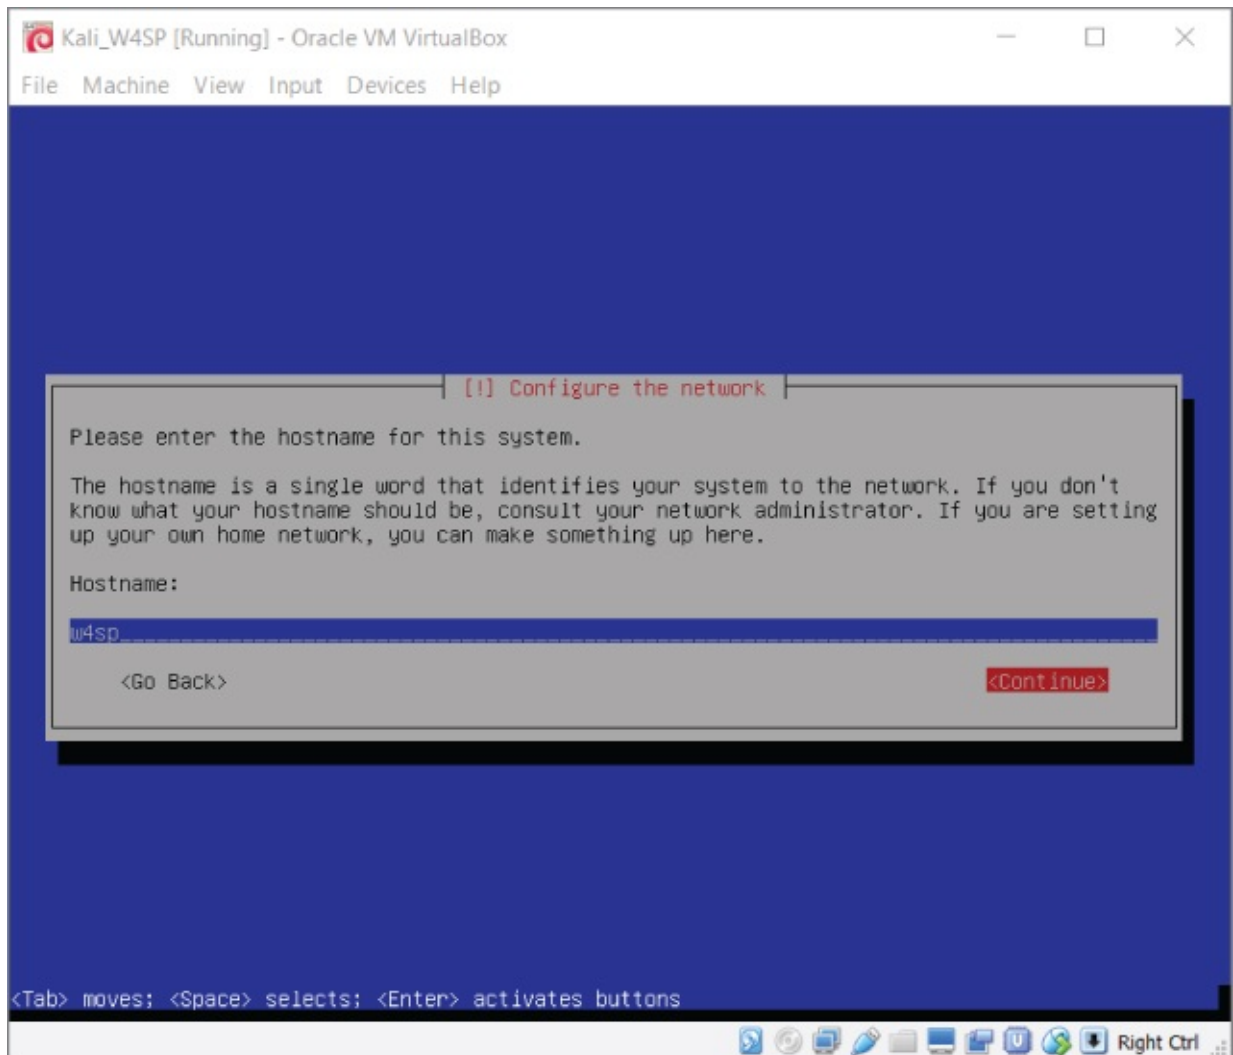 Kali_W4SP [Running] - Oracle VM VirtualBox
File Machine View Input Devices Help
[!] Configure the network
Please enter the hostname for this system.
The hostname is a single word that identifies your system to the network. If you don't
know what your hostname should be, consult your network administrator. If you are setting
up your own home network, you can make something up here.
Hostname:
w4sp
<Go Back> <Continue>
<Tab> moves; <Space> selects; <Enter> activates buttons
Right Ctrl